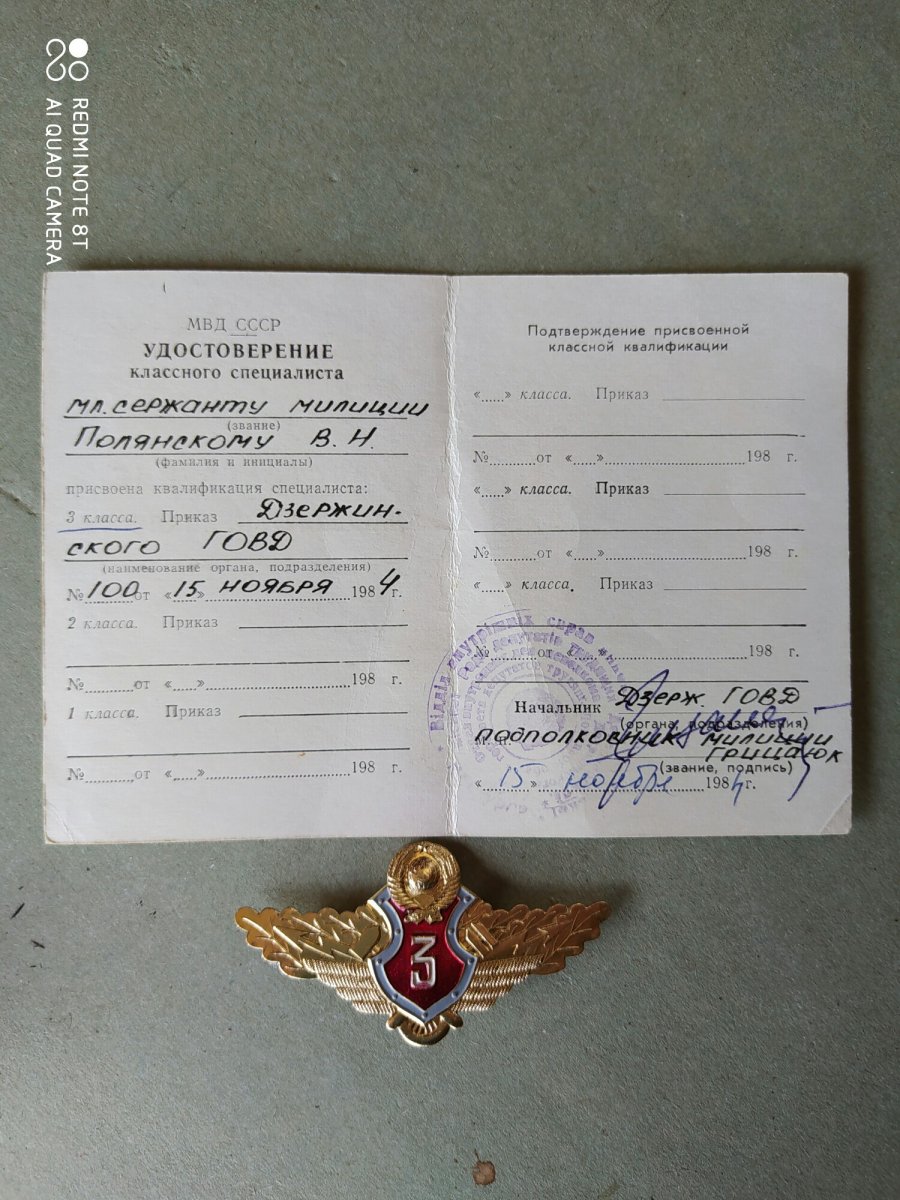 REDMI NOTE 8T
AI QUAD CAMERA
МВД СССР
УДОСТОВЕРЕНИЕ
классного специалиста
мл. сержанту милиции
(звание)
Полянскому В. Н.
(фамилия и инициалы)
присвоена квалификация специалиста:
3 класса. Приказ Дзержин-
ского ГОВД
(наименование органа, подразделения)
№ 100 от «15» ноября 1984 г.
2 класса. Приказ
№ от « » 198 г.
1 класса. Приказ
№ от « » 198 г.
Подтверждение присвоенной
классной квалификации
« » класса. Приказ
№ от « » 198 г.
« » класса. Приказ
№ от « » 198 г.
« » класса. Приказ
№ от « » 198 г.
Начальник Дзерж. ГОВД
(органа, подразделения)
М. П. подполковник милиции
Грицаюк
(звание, подпись)
«15» ноября 1984 г.
Відділ внутрішніх справ
3